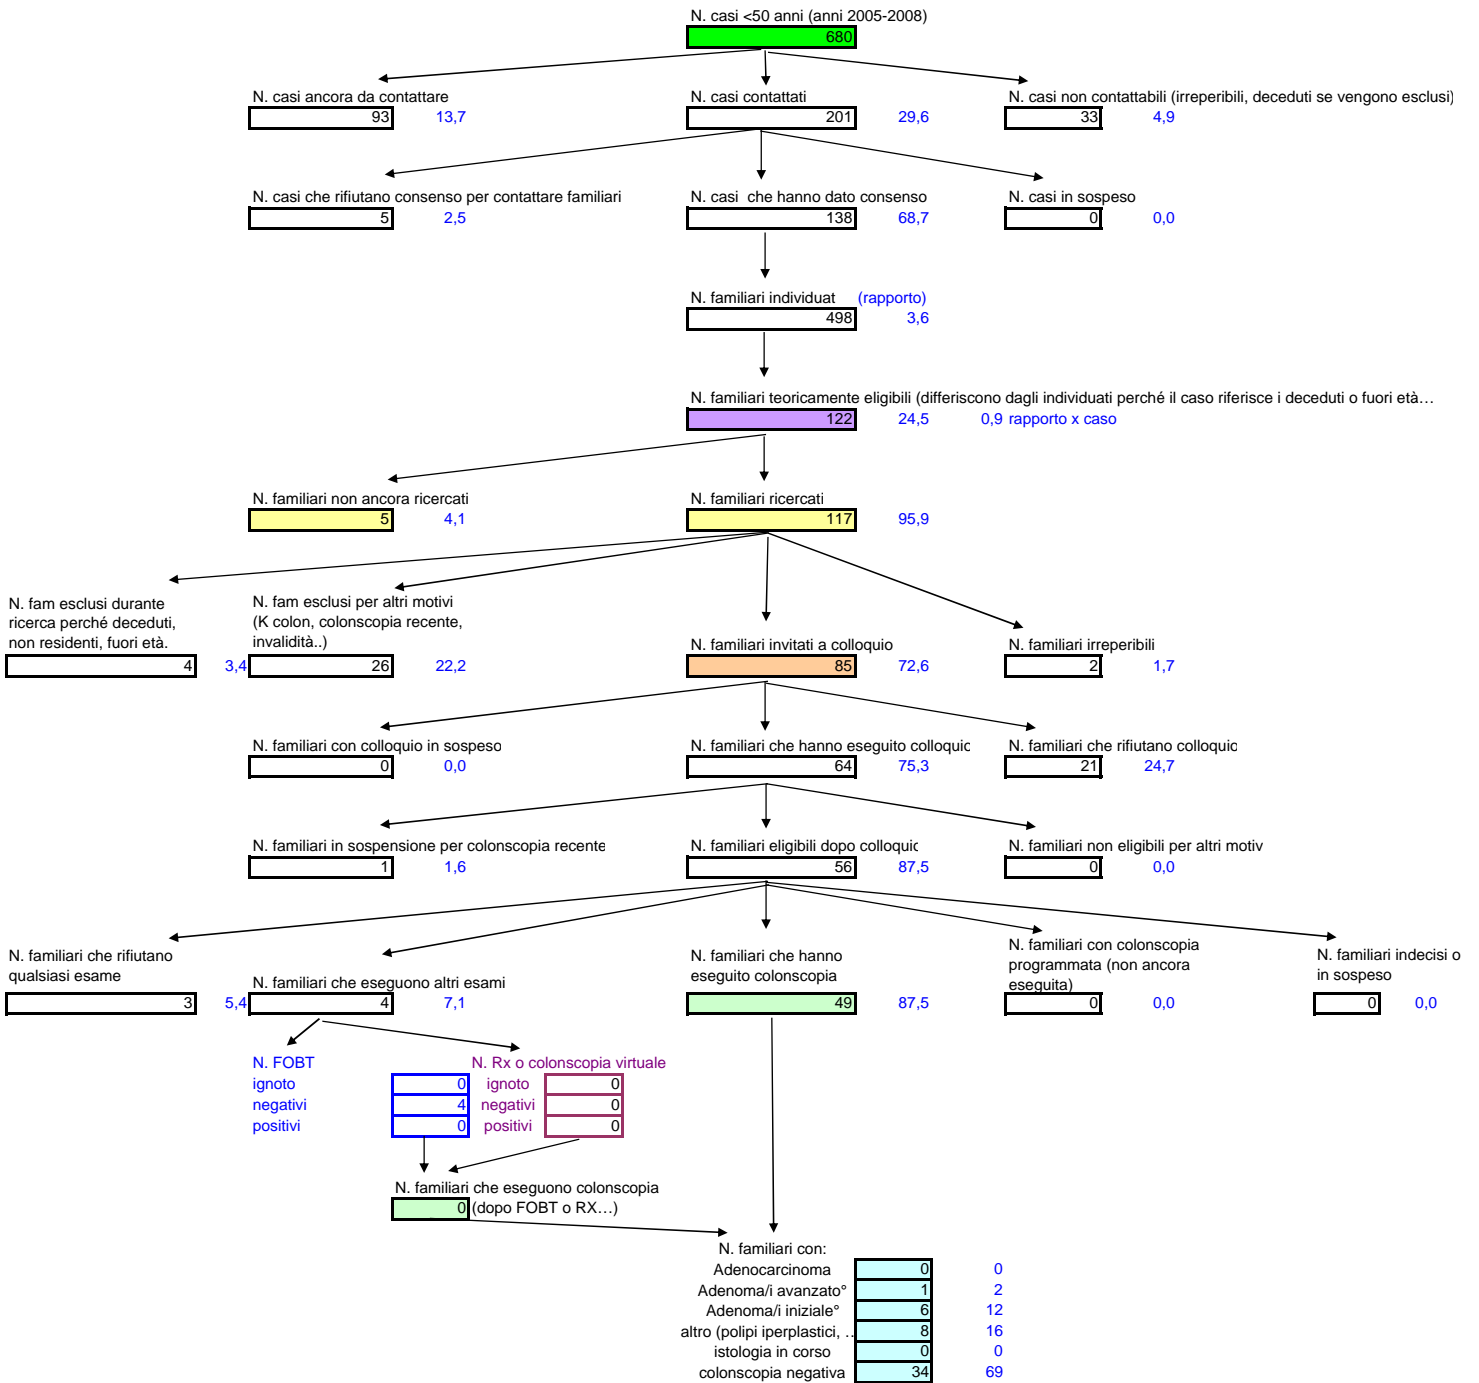 N. casi <50 anni (anni 2005-2008)
680
N. casi ancora da contattare
93 13,7
N. casi contattati
201 29,6
N. casi non contattabili (irreperibili, deceduti se vengono esclusi)
33 4,9
N. casi che rifiutano consenso per contattare familiari
5 2,5
N. casi che hanno dato consenso
138 68,7
N. casi in sospeso
0 0,0
N. familiari individuat (rapporto)
498 3,6
N. familiari teoricamente eligibili (differiscono dagli individuati perché il caso riferisce i deceduti o fuori età…
122 24,5 0,9 rapporto x caso
N. familiari non ancora ricercati
5 4,1
N. familiari ricercati
117 95,9
N. fam esclusi durante
ricerca perché deceduti,
non residenti, fuori età.
4 3,4
N. fam esclusi per altri motivi
(K colon, colonscopia recente,
invalidità..)
26 22,2
N. familiari invitati a colloquio
85 72,6
N. familiari irreperibili
2 1,7
N. familiari con colloquio in sospeso
0 0,0
N. familiari che hanno eseguito colloquio
64 75,3
N. familiari che rifiutano colloquio
21 24,7
N. familiari in sospensione per colonscopia recente
1 1,6
N. familiari eligibili dopo colloquio
56 87,5
N. familiari non eligibili per altri motiv
0 0,0
N. familiari che rifiutano
qualsiasi esame
3 5,4
N. familiari che eseguono altri esami
4 7,1
N. familiari che hanno
eseguito colonscopia
49 87,5
N. familiari con colonscopia
programmata (non ancora
eseguita)
0 0,0
N. familiari indecisi o
in sospeso
0 0,0
N. FOBT
ignoto 0
negativi 4
positivi 0
N. Rx o colonscopia virtuale
ignoto 0
negativi 0
positivi 0
N. familiari che eseguono colonscopia
0 (dopo FOBT o RX…)
N. familiari con:
Adenocarcinoma 0 0
Adenoma/i avanzato° 1 2
Adenoma/i iniziale° 6 12
altro (polipi iperplastici, .. 8 16
istologia in corso 0 0
colonscopia negativa 34 69